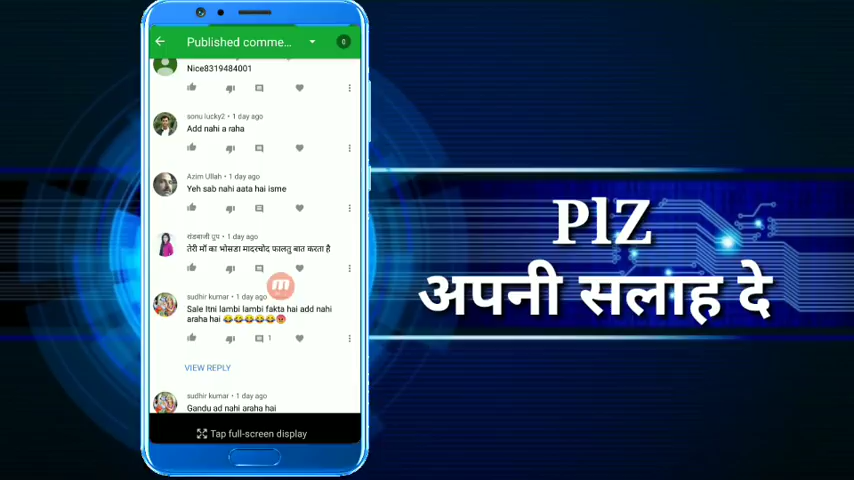 Published comme...
0
Nice8319484001
sonu lucky2 • 1 day ago
Add nahi a raha
Azim Ullah • 1 day ago
Yeh sab nahi aata hai isme
1 day ago
तेरी माँ का भोसडा मादरचोद फालतु बात करता है
sudhir kumar • 1 day ago
Sale Itni lambi lambi fakta hai add nahi
araha hai 😂😂😂😂😂😡
1
VIEW REPLY
sudhir kumar • 1 day ago
Gandu ad nahi araha hai
Tap full-screen display
PlZ
अपनी सलाह दे